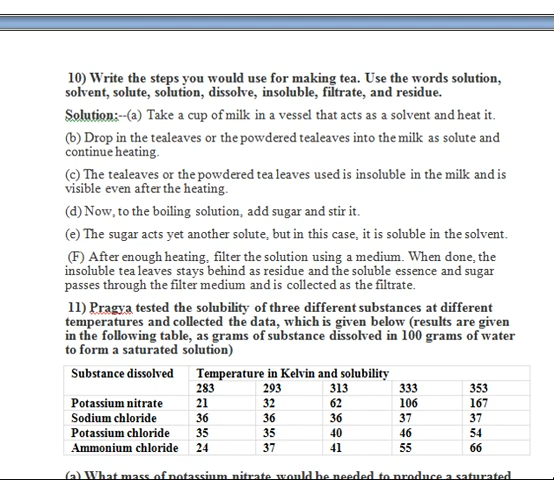 10) Write the steps you would use for making tea. Use the words solution,
solvent, solute, solution, dissolve, insoluble, filtrate, and residue.
Solution:--(a) Take a cup of milk in a vessel that acts as a solvent and heat it.
(b) Drop in the tealeaves or the powdered tealeaves into the milk as solute and
continue heating.
(c) The tealeaves or the powdered tea leaves used is insoluble in the milk and is
visible even after the heating.
(d) Now, to the boiling solution, add sugar and stir it.
(e) The sugar acts yet another solute, but in this case, it is soluble in the solvent.
(F) After enough heating, filter the solution using a medium. When done, the
insoluble tea leaves stays behind as residue and the soluble essence and sugar
passes through the filter medium and is collected as the filtrate.
11) Pragya tested the solubility of three different substances at different
temperatures and collected the data, which is given below (results are given
in the following table, as grams of substance dissolved in 100 grams of water
to form a saturated solution)
Substance dissolved Temperature in Kelvin and solubility
283 293 313 333 353
Potassium nitrate 21 32 62 106 167
Sodium chloride 36 36 36 37 37
Potassium chloride 35 35 40 46 54
Ammonium chloride 24 37 41 55 66
(a) What mass of potassium nitrate would be needed to produce a saturated